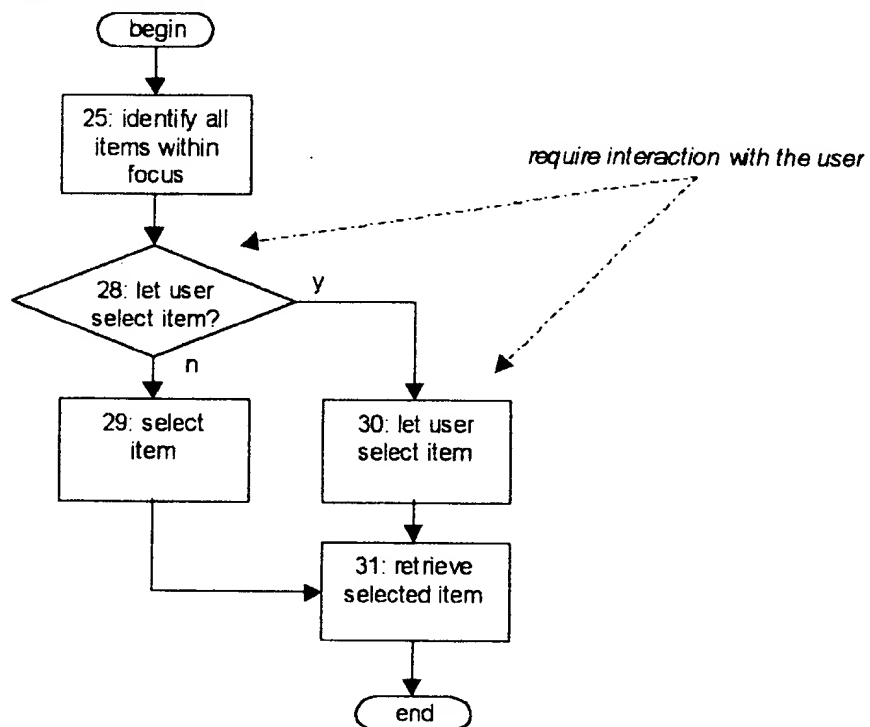 begin
25: identify all
items within
focus
require interaction with the user
28: let user
select item?
y
n
29: select
item
30: let user
select item
31: retrieve
selected item
end